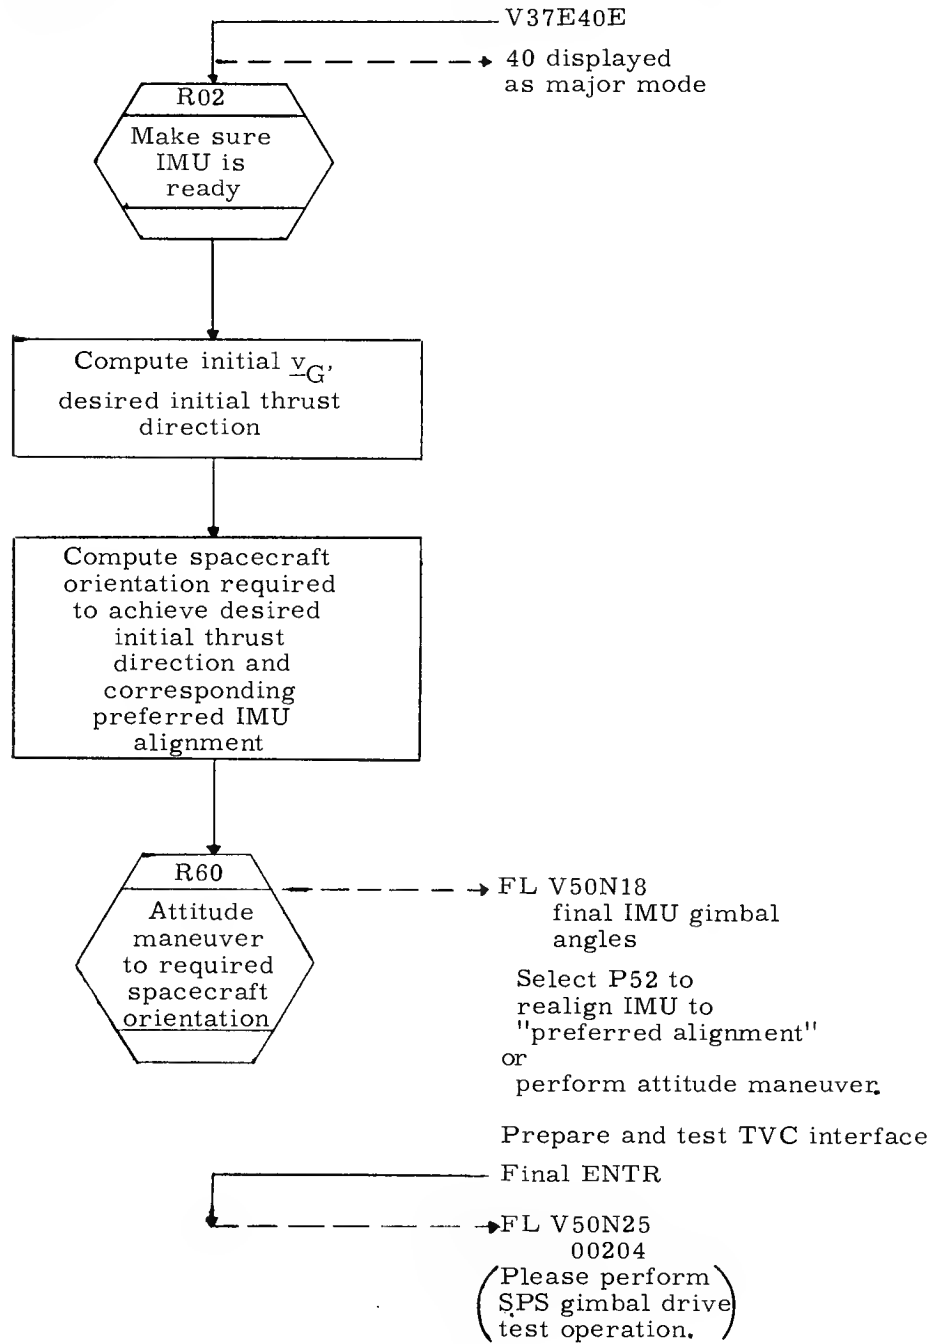 V37E40E
40 displayed
as major mode
R02
Make sure
IMU is
ready
Compute initial v_G,
desired initial thrust
direction
Compute spacecraft
orientation required
to achieve desired
initial thrust
direction and
corresponding
preferred IMU
alignment
R60
Attitude
maneuver
to required
spacecraft
orientation
FL V50N18
final IMU gimbal
angles
Select P52 to
realign IMU to
"preferred alignment"
or
perform attitude maneuver.
Prepare and test TVC interface
Final ENTR
FL V50N25
00204
(Please perform
SPS gimbal drive
test operation.)